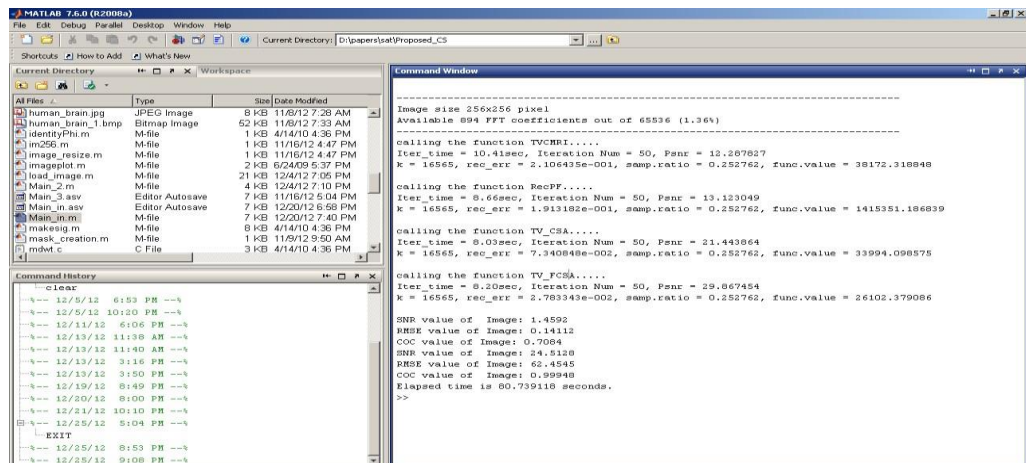 MATLAB 7.6.0 (R2008a)
File Edit Debug Parallel Desktop Window Help
Current Directory: D:\papers\sat\Proposed_CS
Shortcuts How to Add What's New
Current Directory Workspace
All Files Type Size Date Modified
human_brain.jpg JPEG Image 8 KB 11/8/12 7:28 AM
human_brain_1.bmp Bitmap Image 52 KB 11/8/12 7:33 AM
identityPhi.m M-file 1 KB 4/14/10 4:36 PM
im256.m M-file 1 KB 11/16/12 4:47 PM
image_resize.m M-file 1 KB 11/16/12 4:47 PM
imageplot.m M-file 2 KB 6/24/09 5:37 PM
load_image.m M-file 21 KB 12/4/12 7:05 PM
Main_2.m M-file 4 KB 12/4/12 7:10 PM
Main_3.asv Editor Autosave 7 KB 11/16/12 5:04 PM
Main_in.asv Editor Autosave 7 KB 12/20/12 6:58 PM
Main_in.m M-file 7 KB 12/20/12 7:40 PM
makesig.m M-file 8 KB 4/14/10 4:36 PM
mask_creation.m M-file 1 KB 11/9/12 9:50 AM
mdwt.c C File 3 KB 4/14/10 4:36 PM
Command History
clear
%-- 12/5/12 6:53 PM --%
%-- 12/5/12 10:20 PM --%
%-- 12/11/12 6:06 PM --%
%-- 12/13/12 11:38 AM --%
%-- 12/13/12 11:40 AM --%
%-- 12/13/12 3:16 PM --%
%-- 12/13/12 3:50 PM --%
%-- 12/19/12 8:49 PM --%
%-- 12/20/12 8:00 PM --%
%-- 12/21/12 10:10 PM --%
%-- 12/25/12 5:04 PM --%
EXIT
%-- 12/25/12 8:53 PM --%
%-- 12/25/12 9:08 PM --%
Command Window
Image size 256x256 pixel
Available 894 FFT coefficients out of 65536 (1.36%)
calling the function TVCMRI.....
Iter_time = 10.41sec, Iteration Num = 50, Psnr = 12.287827
k = 16565, rec_err = 2.106435e-001, samp.ratio = 0.252762, func.value = 38172.318848
calling the function RecPF.....
Iter_time = 8.66sec, Iteration Num = 50, Psnr = 13.123049
k = 16565, rec_err = 1.913182e-001, samp.ratio = 0.252762, func.value = 1415351.186839
calling the function TV_CSA.....
Iter_time = 8.03sec, Iteration Num = 50, Psnr = 21.443864
k = 16565, rec_err = 7.340848e-002, samp.ratio = 0.252762, func.value = 33994.098575
calling the function TV_FCSA.....
Iter_time = 8.20sec, Iteration Num = 50, Psnr = 29.867454
k = 16565, rec_err = 2.783343e-002, samp.ratio = 0.252762, func.value = 26102.379086
SNR value of Image: 1.4592
RMSE value of Image: 0.14112
COC value of Image: 0.7084
SNR value of Image: 24.5128
RMSE value of Image: 62.4545
COC value of Image: 0.99948
Elapsed time is 80.739118 seconds.
>>